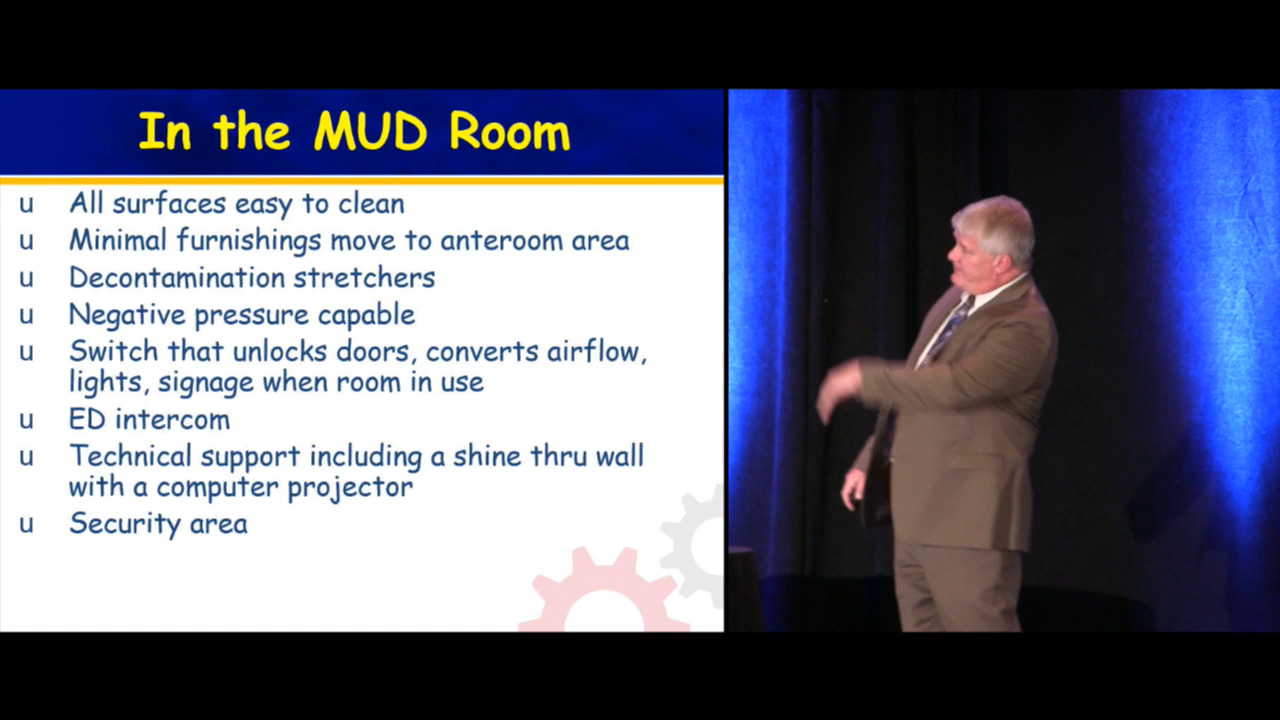 In the MUD Room
u All surfaces easy to clean
u Minimal furnishings move to anteroom area
u Decontamination stretchers
u Negative pressure capable
u Switch that unlocks doors, converts airflow,
lights, signage when room in use
u ED intercom
u Technical support including a shine thru wall
with a computer projector
u Security area